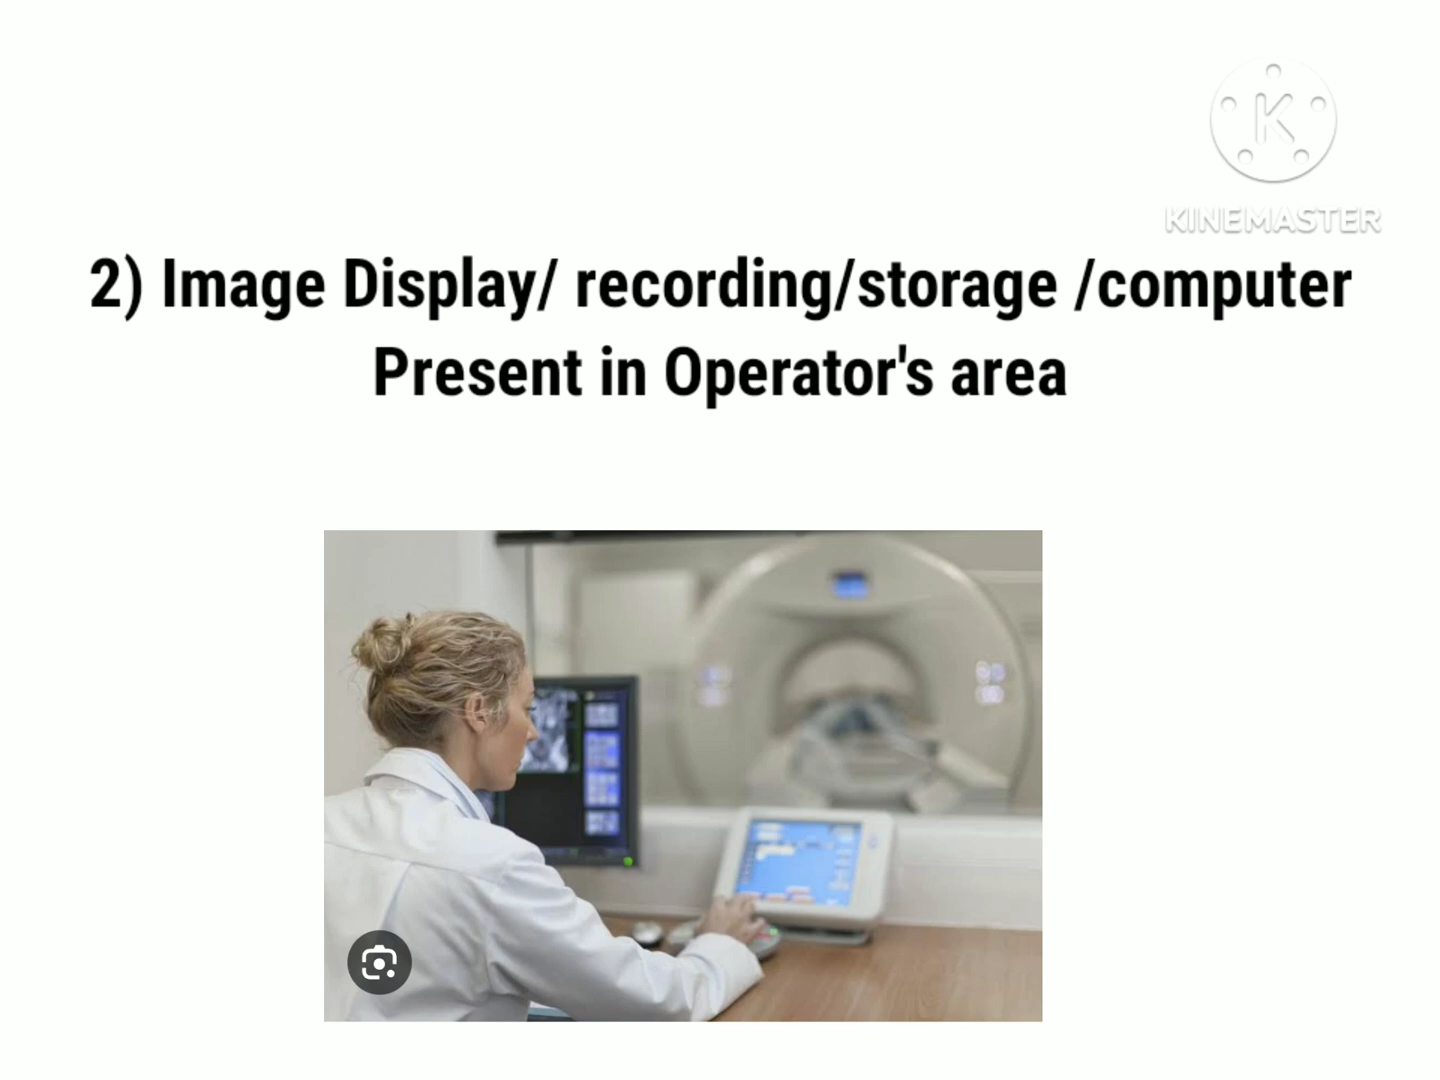 K
KINEMASTER
2) Image Display/ recording/storage /computer
Present in Operator's area